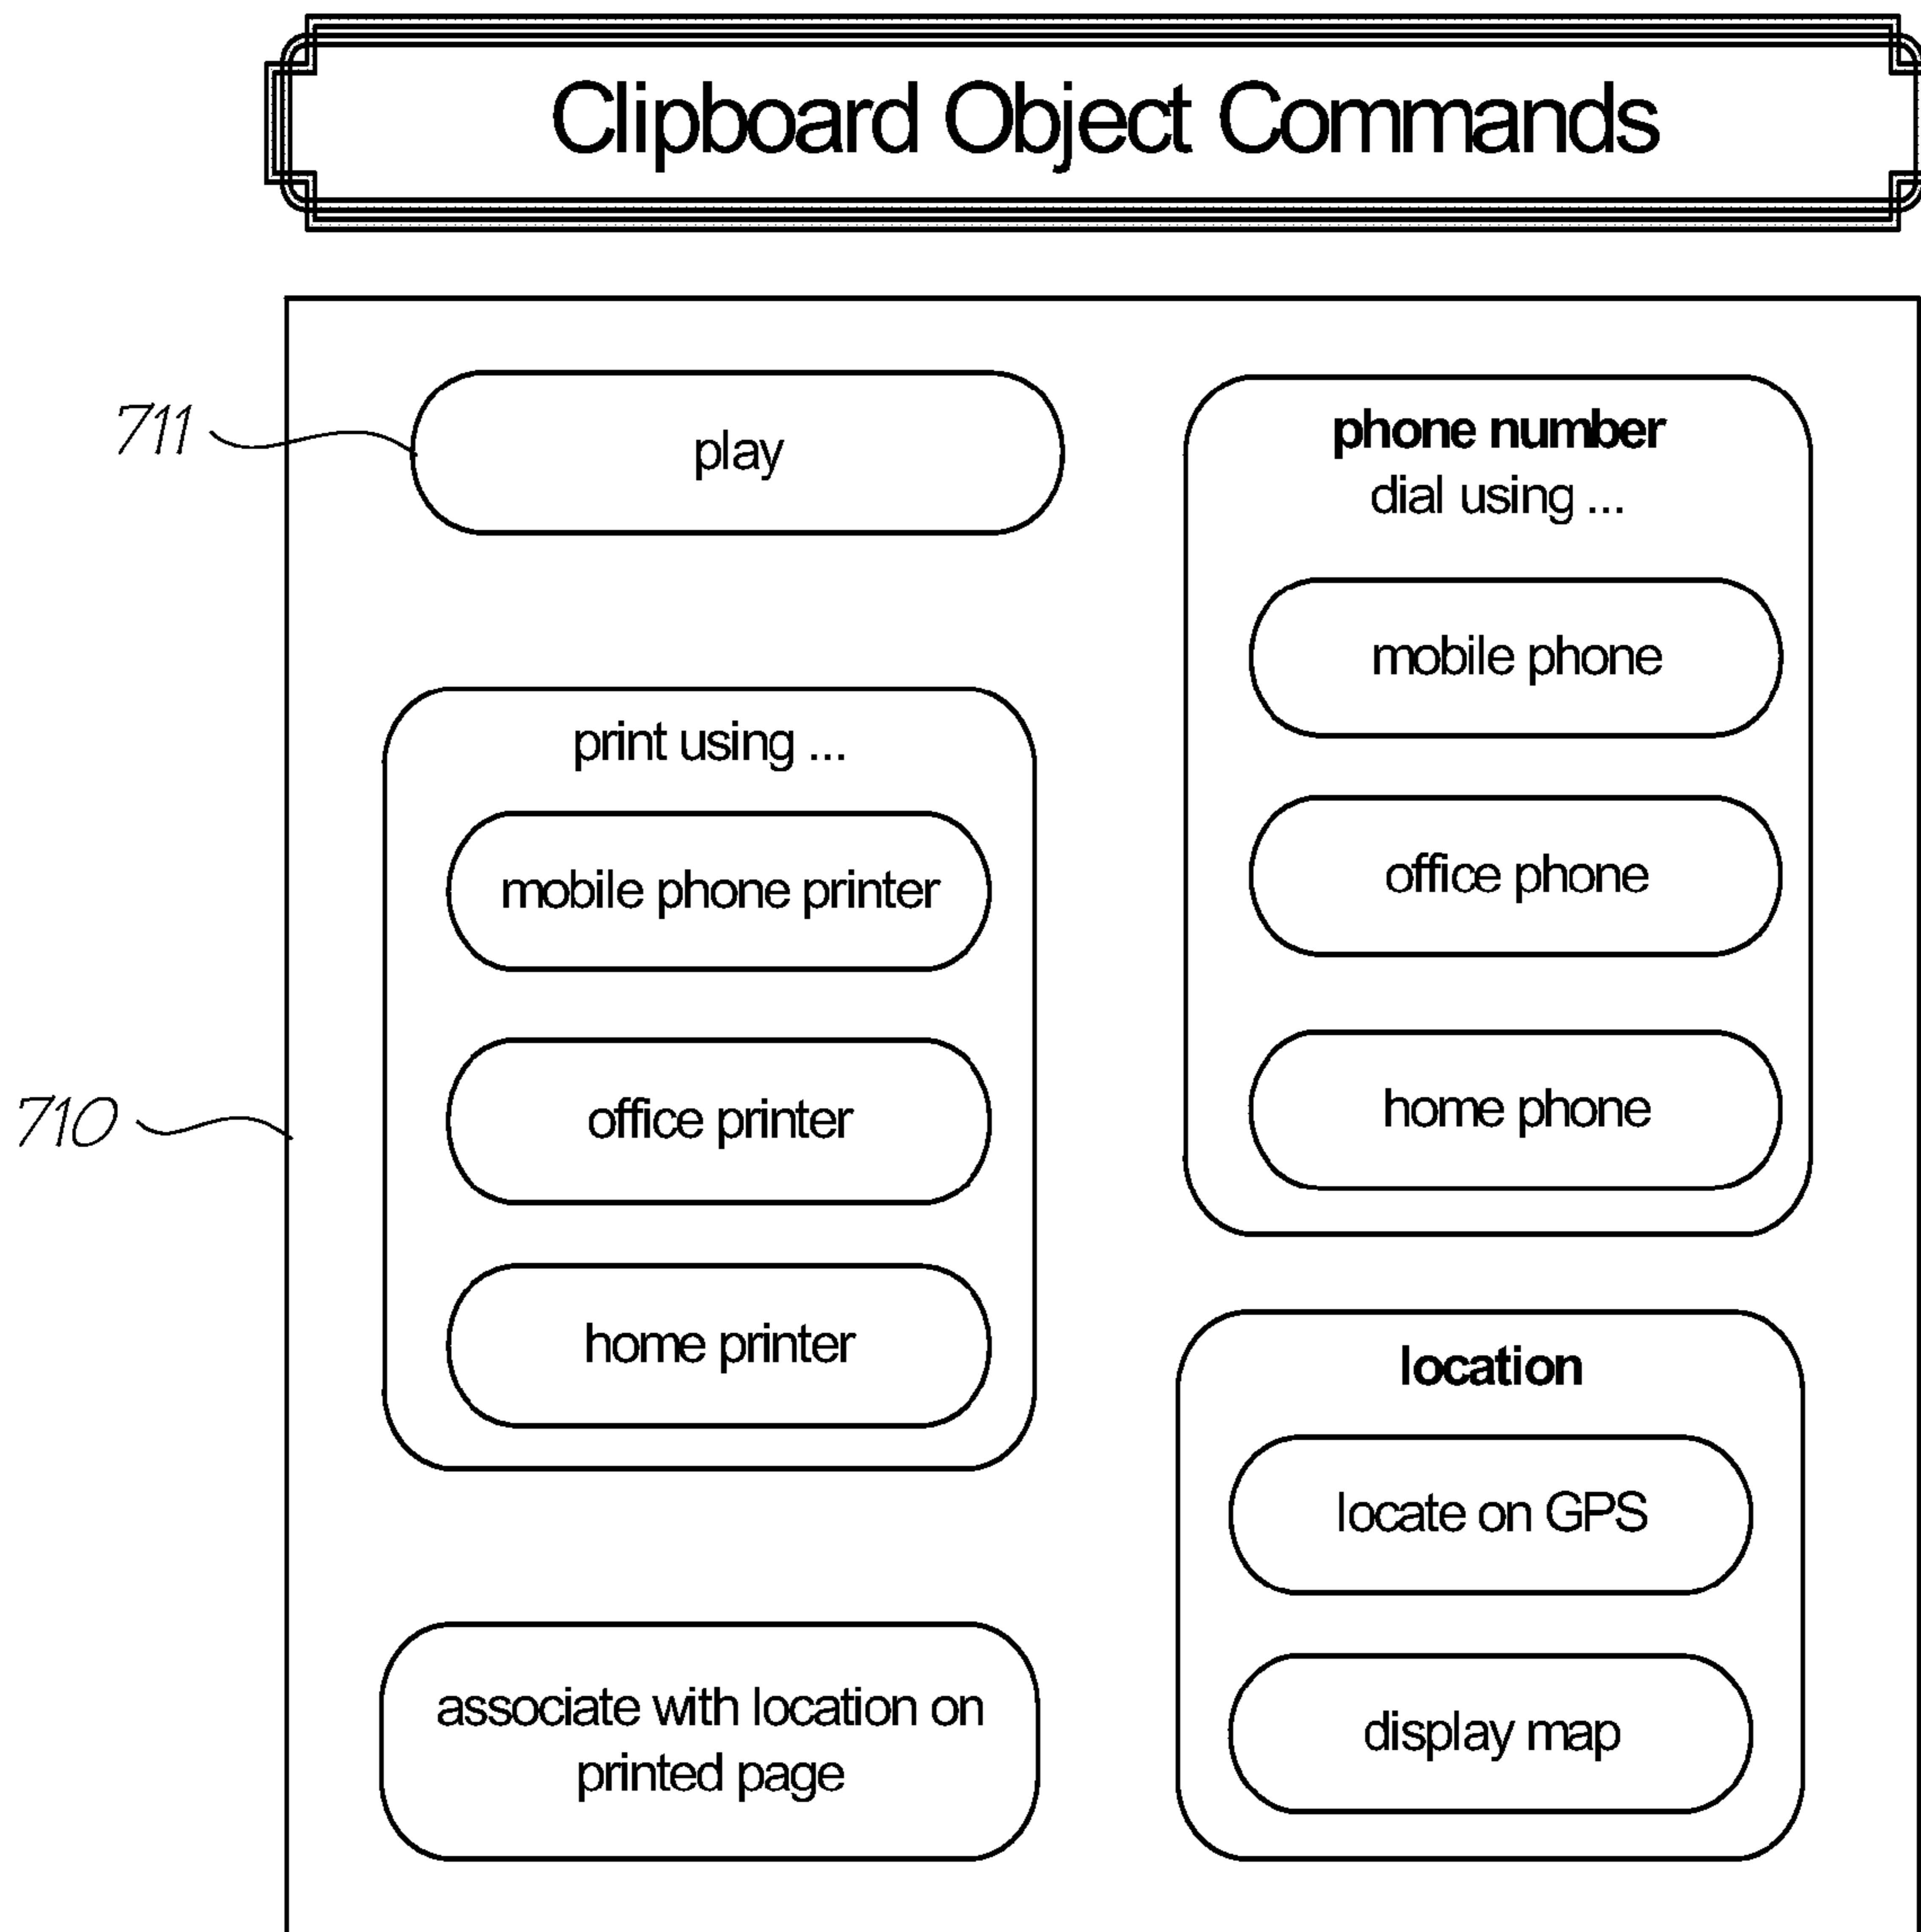 Clipboard Object Commands
711
play
print using ...
mobile phone printer
office printer
home printer
710
associate with location on
printed page
phone number
dial using ...
mobile phone
office phone
home phone
location
locate on GPS
display map